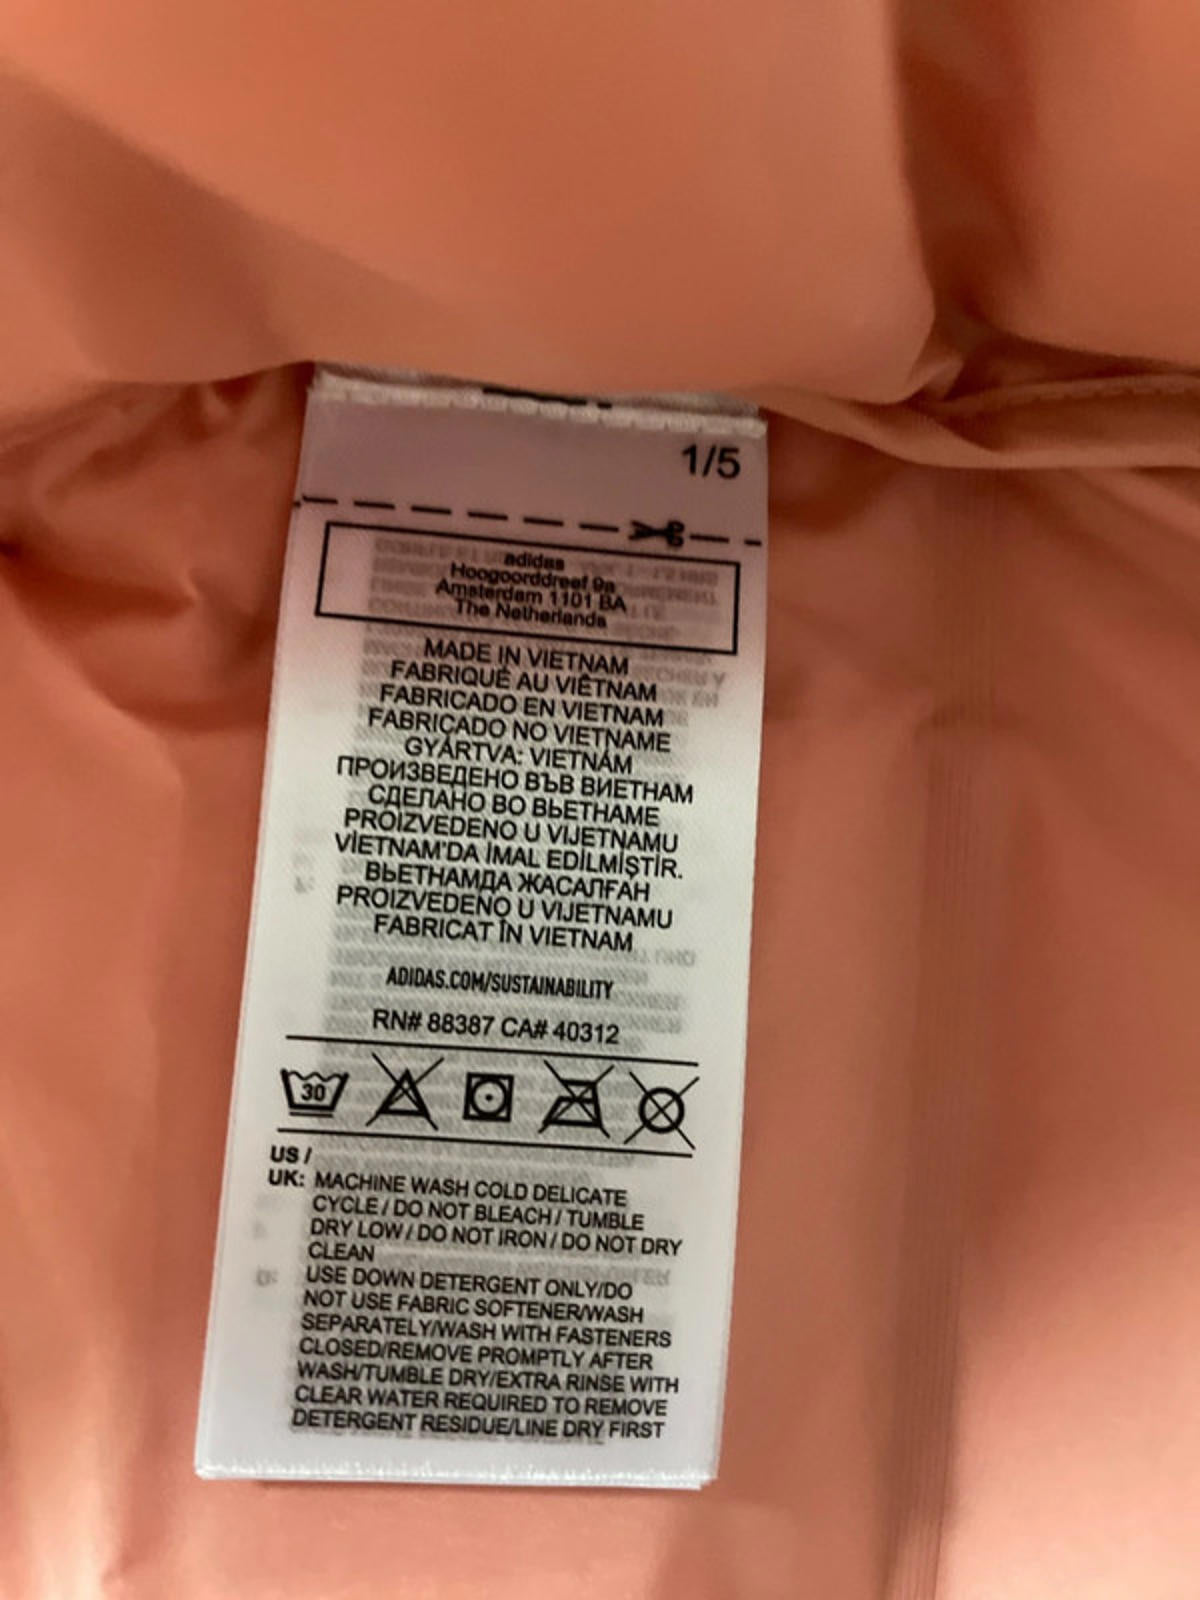 1/5
adidas
Hoogoorddreef 9a
Amsterdam 1101 BA
The Netherlands
MADE IN VIETNAM
FABRIQUÉ AU VIÊTNAM
FABRICADO EN VIETNAM
FABRICADO NO VIETNAME
GYÁRTVA: VIETNÁM
ПРОИЗВЕДЕНО ВЪВ ВИЕТНАМ
СДЕЛАНО ВО ВЬЕТНАМЕ
PROIZVEDENO U VIJETNAMU
VİETNAM'DA İMAL EDİLMİŞTİR.
ВЬЕТНАМДА ЖАСАЛҒАН
PROIZVEDENO U VIJETNAMU
FABRICAT ÎN VIETNAM
ADIDAS.COM/SUSTAINABILITY
RN# 88387 CA# 40312
30
US /
UK: MACHINE WASH COLD DELICATE
CYCLE / DO NOT BLEACH / TUMBLE
DRY LOW / DO NOT IRON / DO NOT DRY
CLEAN
USE DOWN DETERGENT ONLY/DO
NOT USE FABRIC SOFTENER/WASH
SEPARATELY/WASH WITH FASTENERS
CLOSED/REMOVE PROMPTLY AFTER
WASH/TUMBLE DRY/EXTRA RINSE WITH
CLEAR WATER REQUIRED TO REMOVE
DETERGENT RESIDUE/LINE DRY FIRST